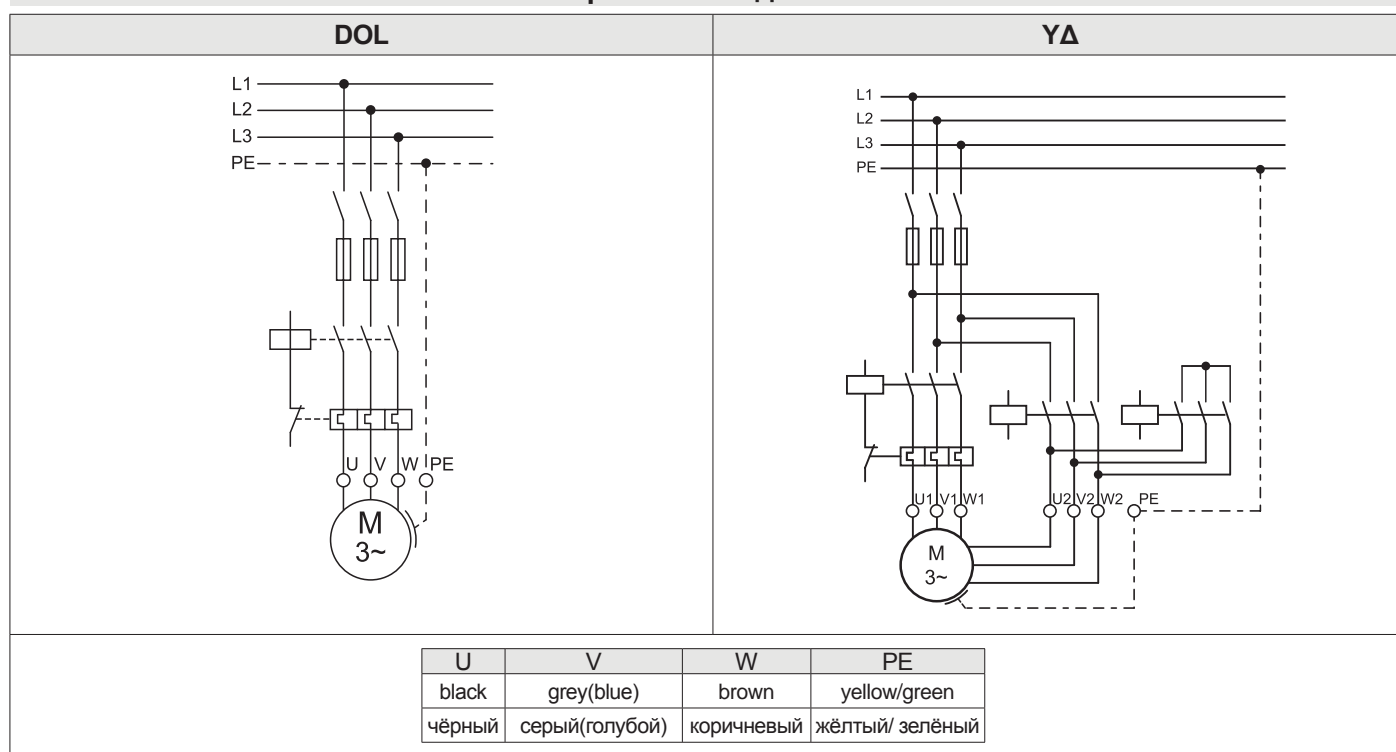 DOL
YΔ
L1
L2
L3
PE
U V W PE
M
3~
L1
L2
L3
PE
U1 V1 W1 U2 V2 W2 PE
M
3~
U V W PE
black grey(blue) brown yellow/green
чёрный серый(голубой) коричневый жёлтый/ зелёный